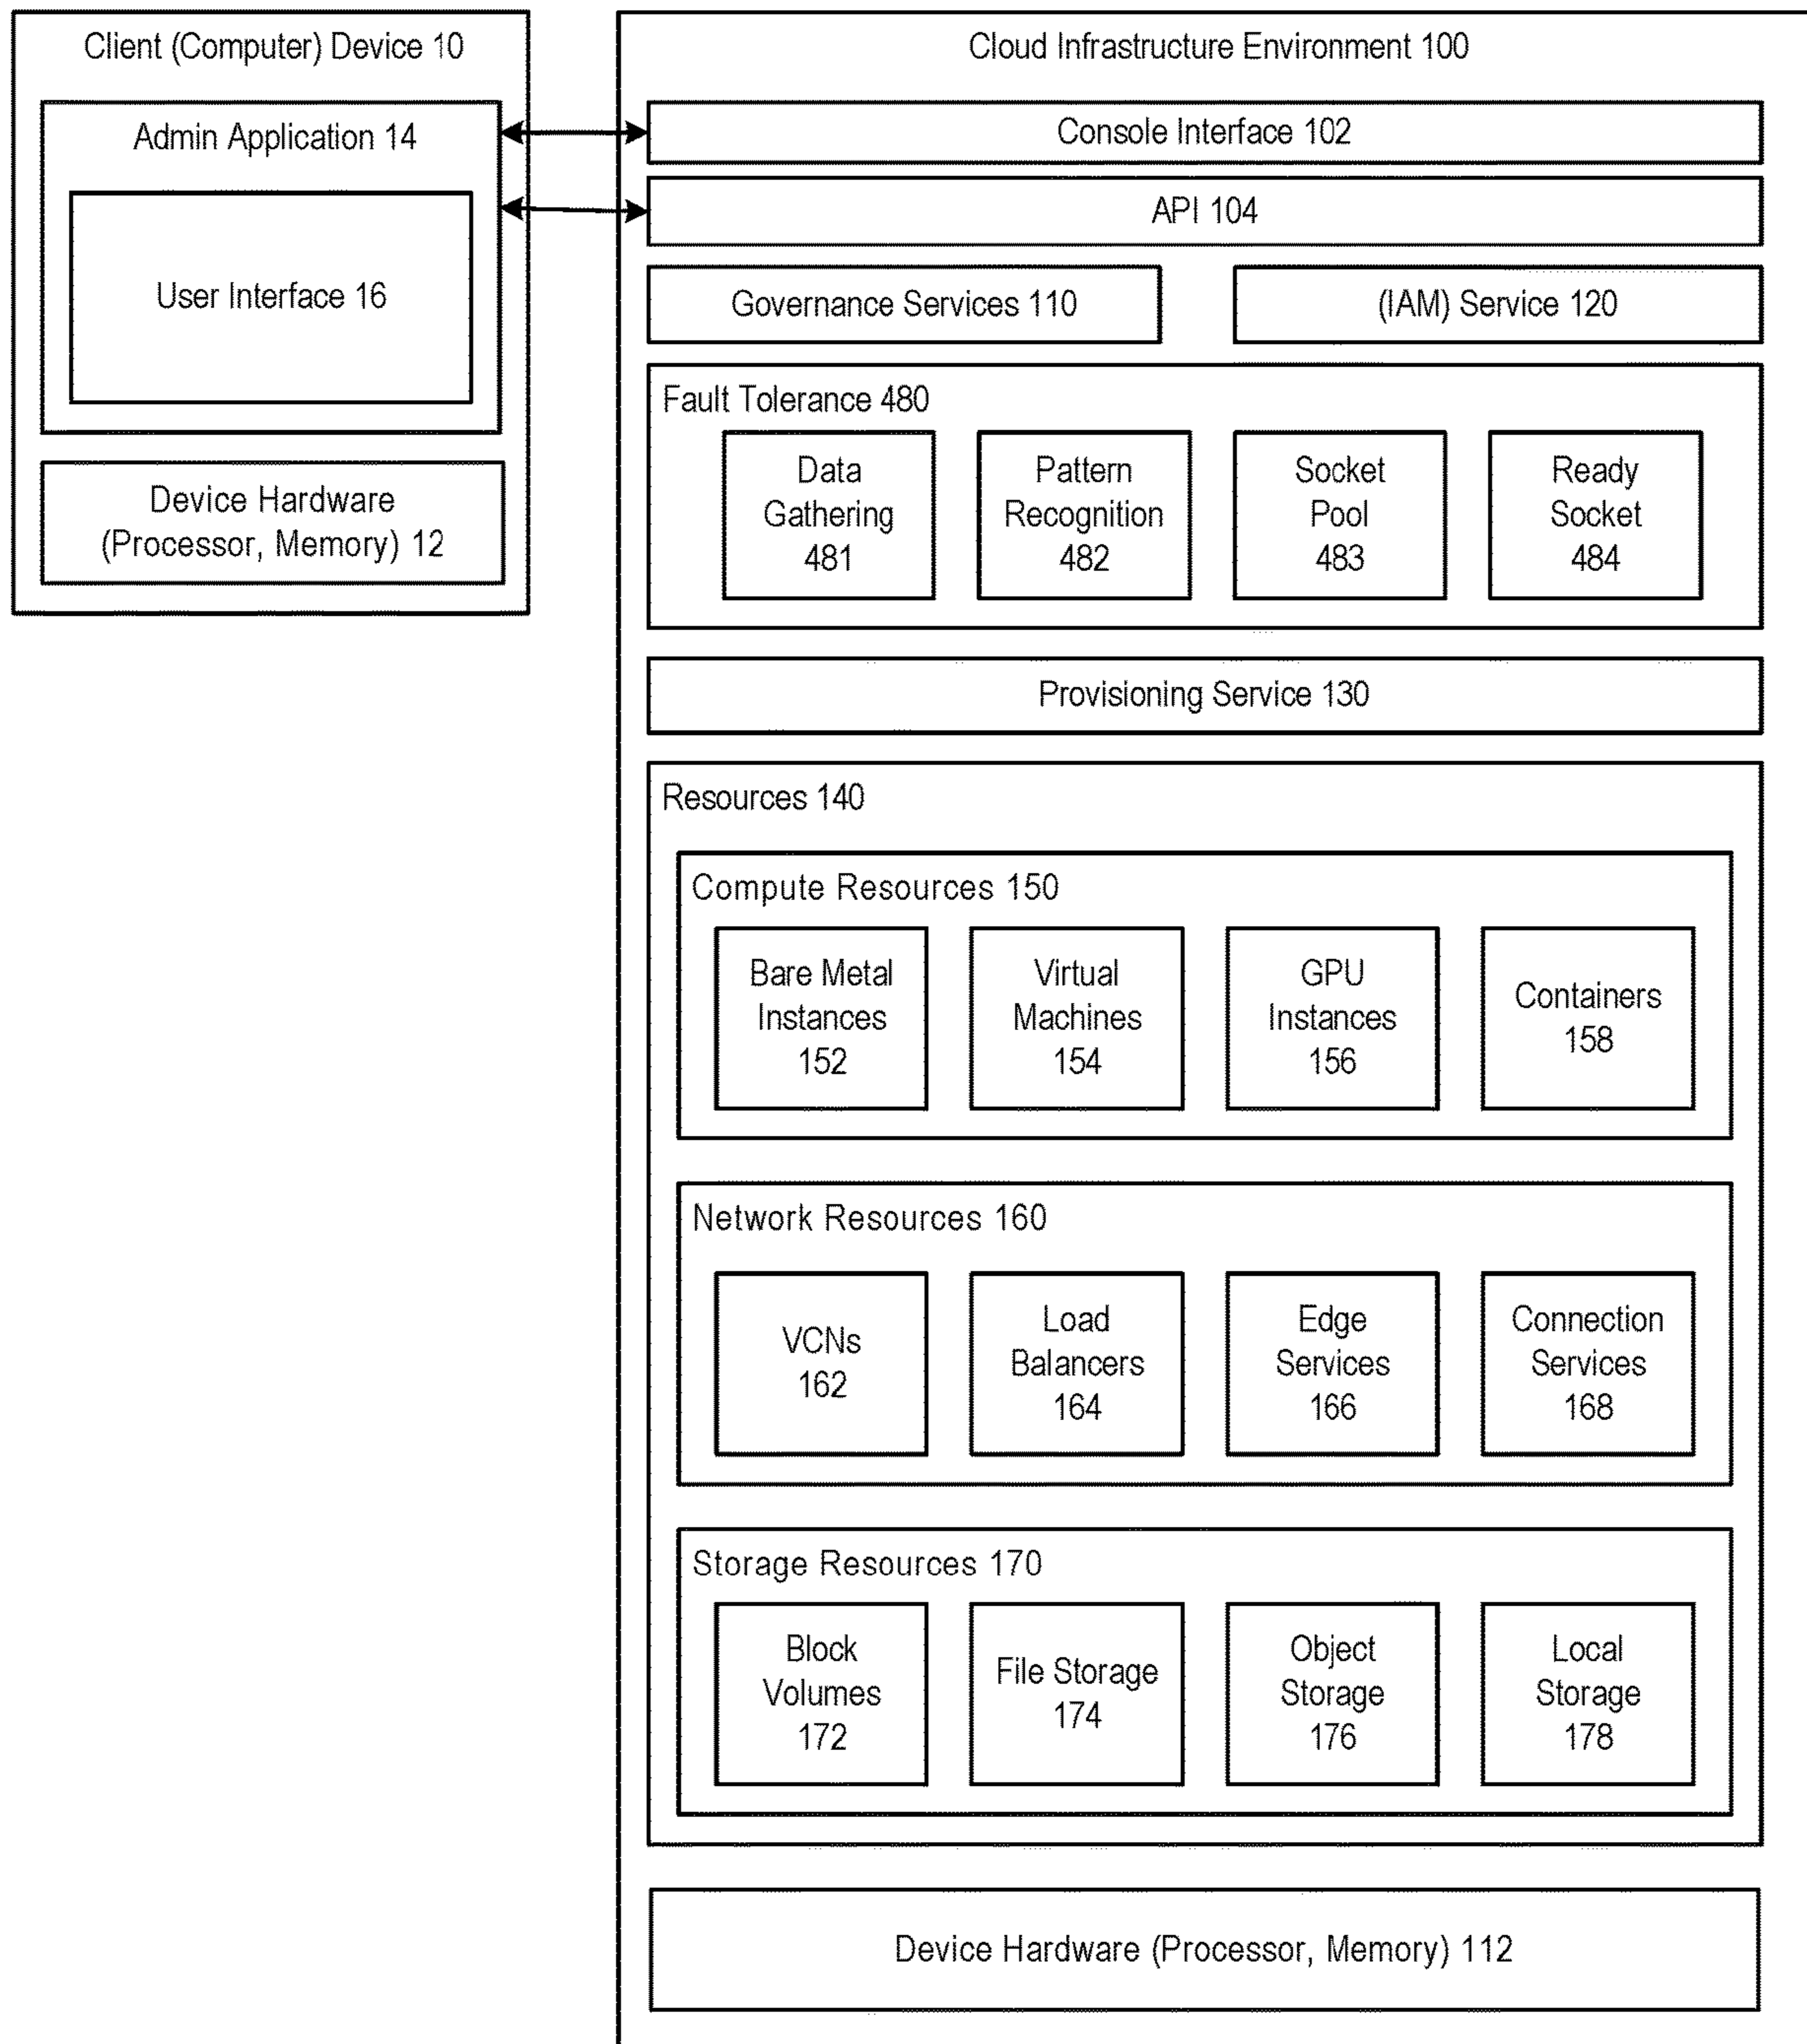 Client (Computer) Device 10
Admin Application 14
User Interface 16
Device Hardware
(Processor, Memory) 12
Cloud Infrastructure Environment 100
Console Interface 102
API 104
Governance Services 110
(IAM) Service 120
Fault Tolerance 480
Data
Gathering
481
Pattern
Recognition
482
Socket
Pool
483
Ready
Socket
484
Provisioning Service 130
Resources 140
Compute Resources 150
Bare Metal
Instances
152
Virtual
Machines
154
GPU
Instances
156
Containers
158
Network Resources 160
VCNs
162
Load
Balancers
164
Edge
Services
166
Connection
Services
168
Storage Resources 170
Block
Volumes
172
File Storage
174
Object
Storage
176
Local
Storage
178
Device Hardware (Processor, Memory) 112